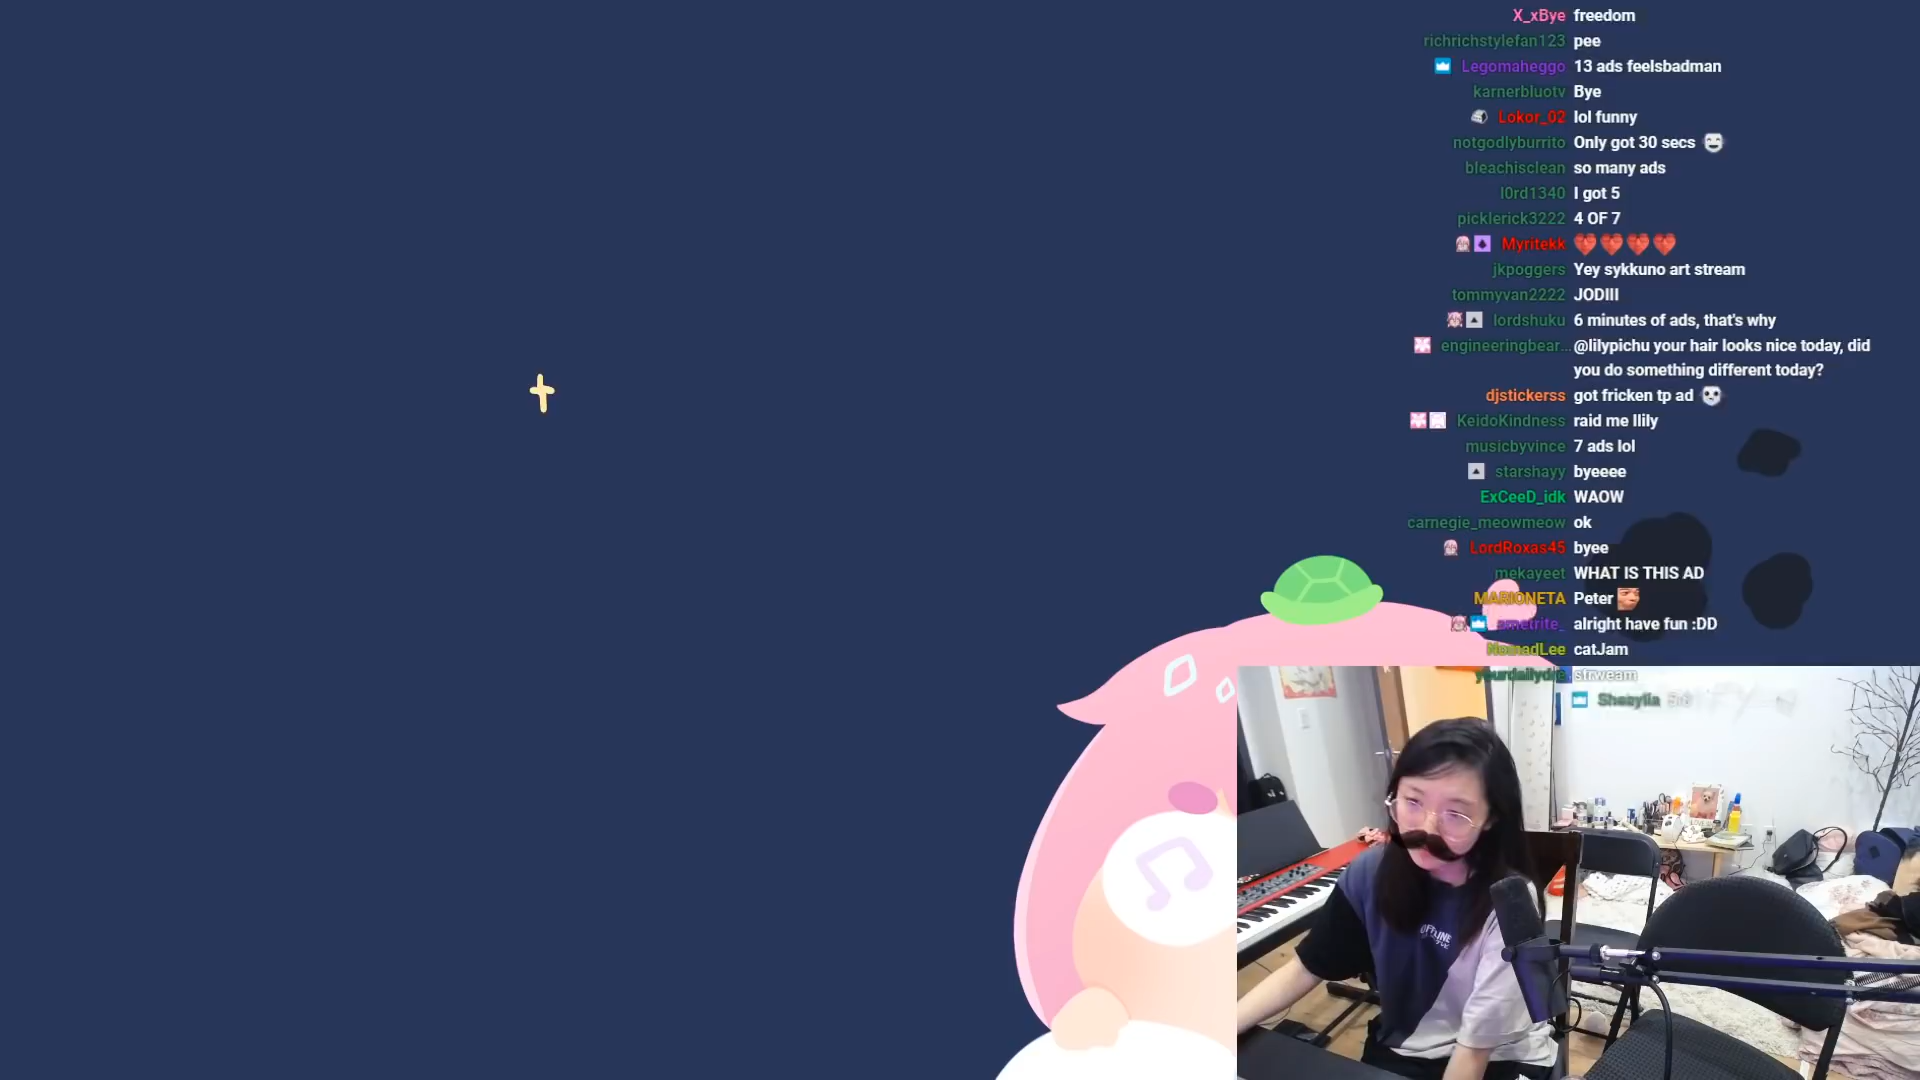 X_xBye freedom
richrichstylefan123 pee
Legomaheggo 13 ads feelsbadman
karnerbluotv Bye
Lokor_02 lol funny
notgodlyburrito Only got 30 secs
bleachisclean so many ads
l0rd1340 I got 5
picklerick3222 4 OF 7
Myritekk
jkpoggers Yey sykkuno art stream
tommyvan2222 JODIII
lordshuku 6 minutes of ads, that's why
engineeringbear... @lilypichu your hair looks nice today, did
you do something different today?
djstickerss got fricken tp ad
KeidoKindness raid me llily
musicbyvince 7 ads lol
starshayy byeeee
ExCeeD_idk WAOW
carnegie_meowmeow ok
LordRoxas45 byee
mekayeet WHAT IS THIS AD
MARIONETA Peter
ametrite_ alright have fun :DD
NomadLee catJam
strweam
OFFLINE